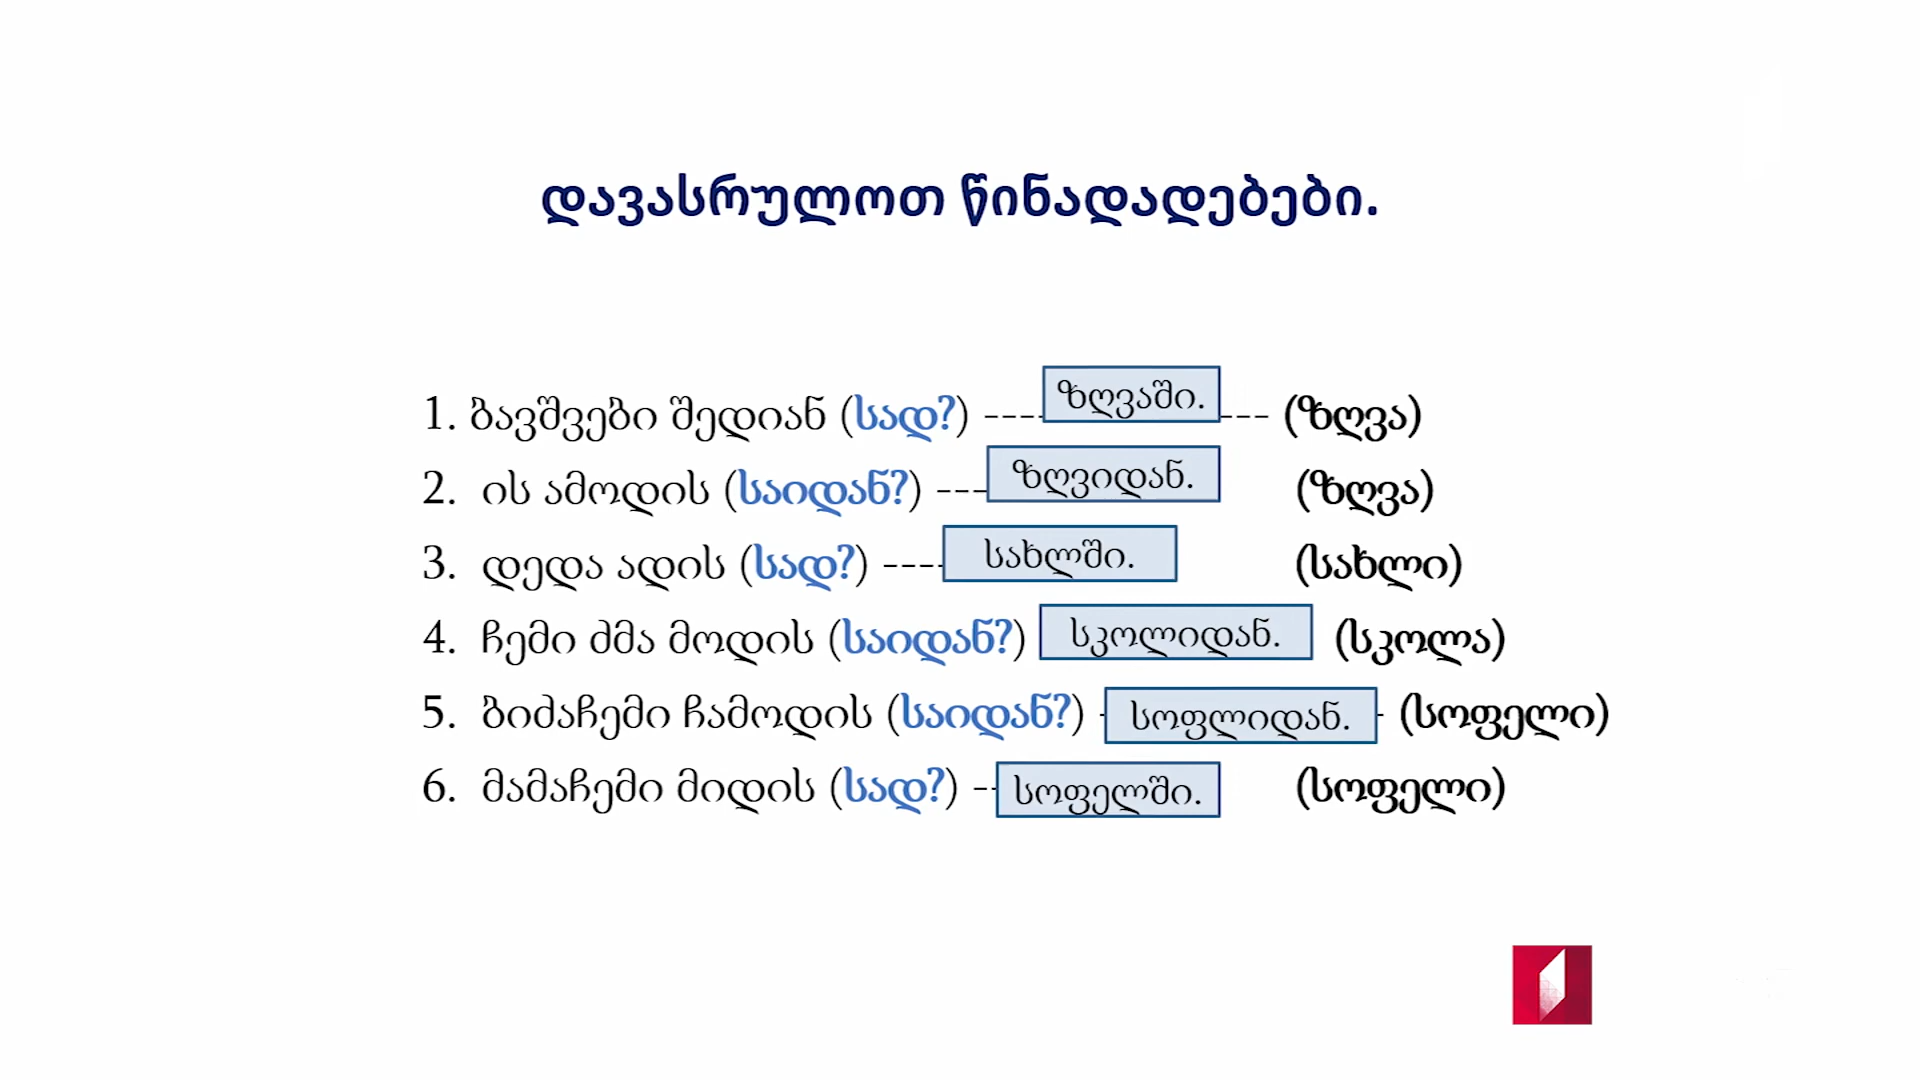 დავასრულოთ წინადადებები.
1. ბავშვები შედიან (სად?) ---- ზღვაში. --- (ზღვა)
2. ის ამოდის (საიდან?) --- ზღვიდან. (ზღვა)
3. დედა ადის (სად?) ---- სახლში. (სახლი)
4. ჩემი ძმა მოდის (საიდან?) სკოლიდან. (სკოლა)
5. ბიძაჩემი ჩამოდის (საიდან?) - სოფლიდან. - (სოფელი)
6. მამაჩემი მიდის (სად?) -- სოფელში. (სოფელი)